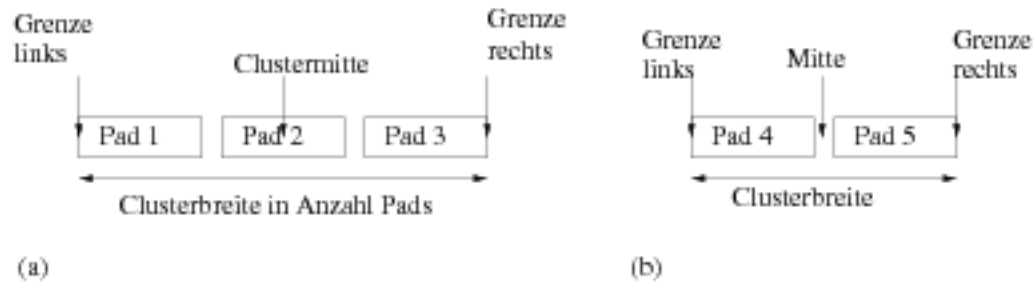 Grenze
links
Clustermitte
Grenze
rechts
Pad 1
Pad 2
Pad 3
Clusterbreite in Anzahl Pads
(a)
Grenze
links
Mitte
Grenze
rechts
Pad 4
Pad 5
Clusterbreite
(b)